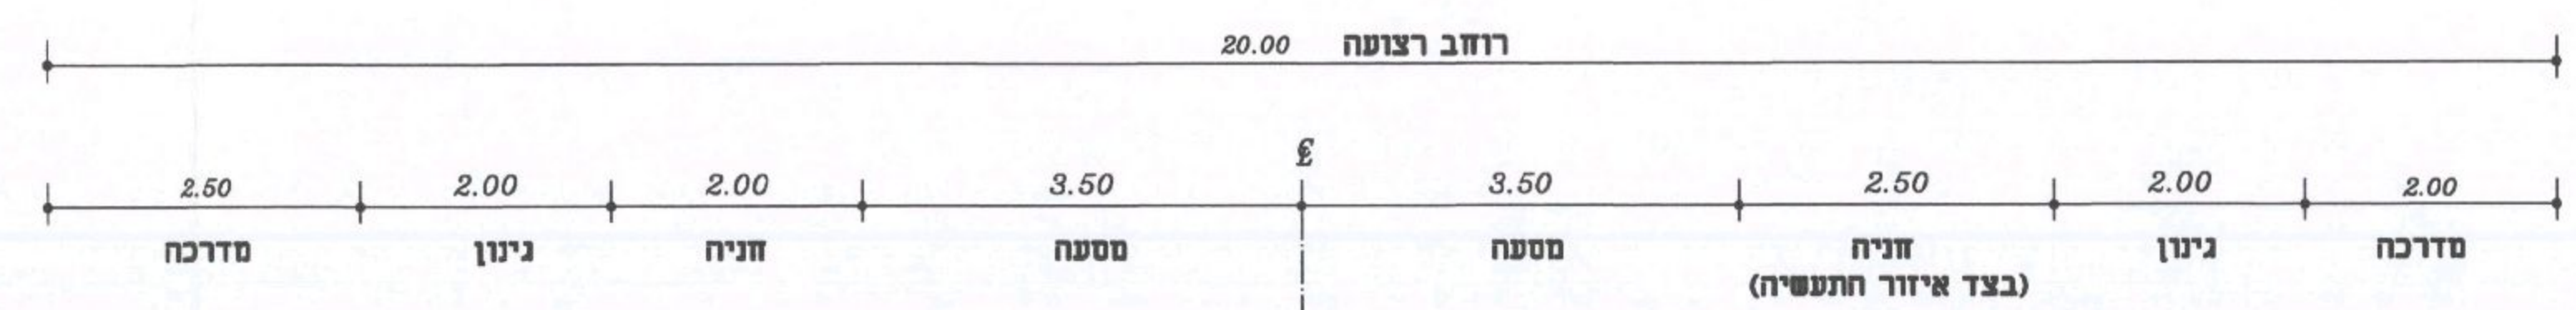 רוחב רצועה 20.00
℄
2.50 2.00 2.00 3.50 3.50 2.50 2.00 2.00
מדרכה גינון חניה מסעה מסעה חניה גינון מדרכה
(בצד איזור התעשיה)